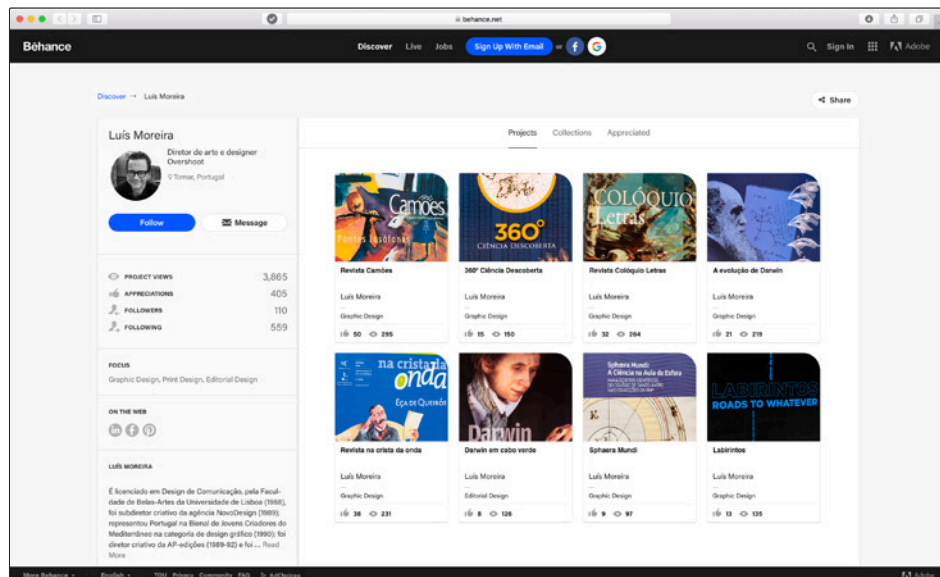 behance.net
Bēhance
Discover Live Jobs Sign Up With Email or f G
Sign In Adobe
Discover → Luís Moreira
Share
Luís Moreira
Diretor de arte e designer
Overshoot
Tomar, Portugal
Follow Message
PROJECT VIEWS 3,865
APPRECIATIONS 405
FOLLOWERS 110
FOLLOWING 559
FOCUS
Graphic Design, Print Design, Editorial Design
ON THE WEB
LUÍS MOREIRA
É licenciado em Design de Comunicação, pela Facul-
dade de Belas-Artes da Universidade de Lisboa (1988),
foi subdiretor criativo da agência NovoDesign (1989);
representou Portugal na Bienal de Jovens Criadores do
Mediterrâneo na categoria de design gráfico (1990); foi
diretor criativo da AP-edições (1989-92) e foi ... Read
More
Projects Collections Appreciated
Camões
Pontes lusófonas
360º
CIÊNCIA DESCOBERTA
COLÓQUIO
Letras
Revista Camões
Luís Moreira
Graphic Design
50 295
360º Ciência Descoberta
Luís Moreira
Graphic Design
15 150
Revista Colóquio Letras
Luís Moreira
Graphic Design
32 264
A evolução de Darwin
Luís Moreira
Graphic Design
21 219
na crista da
onda
EÇA DE QUEIRÓS
Darwin
Sphaera Mundi:
A Ciência na Aula da Esfera
LABIRINTOS
ROADS TO WHATEVER
Revista na crista da onda
Luís Moreira
Graphic Design
38 231
Darwin em cabo verde
Luís Moreira
Editorial Design
8 126
Sphaera Mundi
Luís Moreira
Graphic Design
9 97
Labirintos
Luís Moreira
Graphic Design
13 135
More Behance English TOU Privacy Community FAQ AdChoices
Adobe